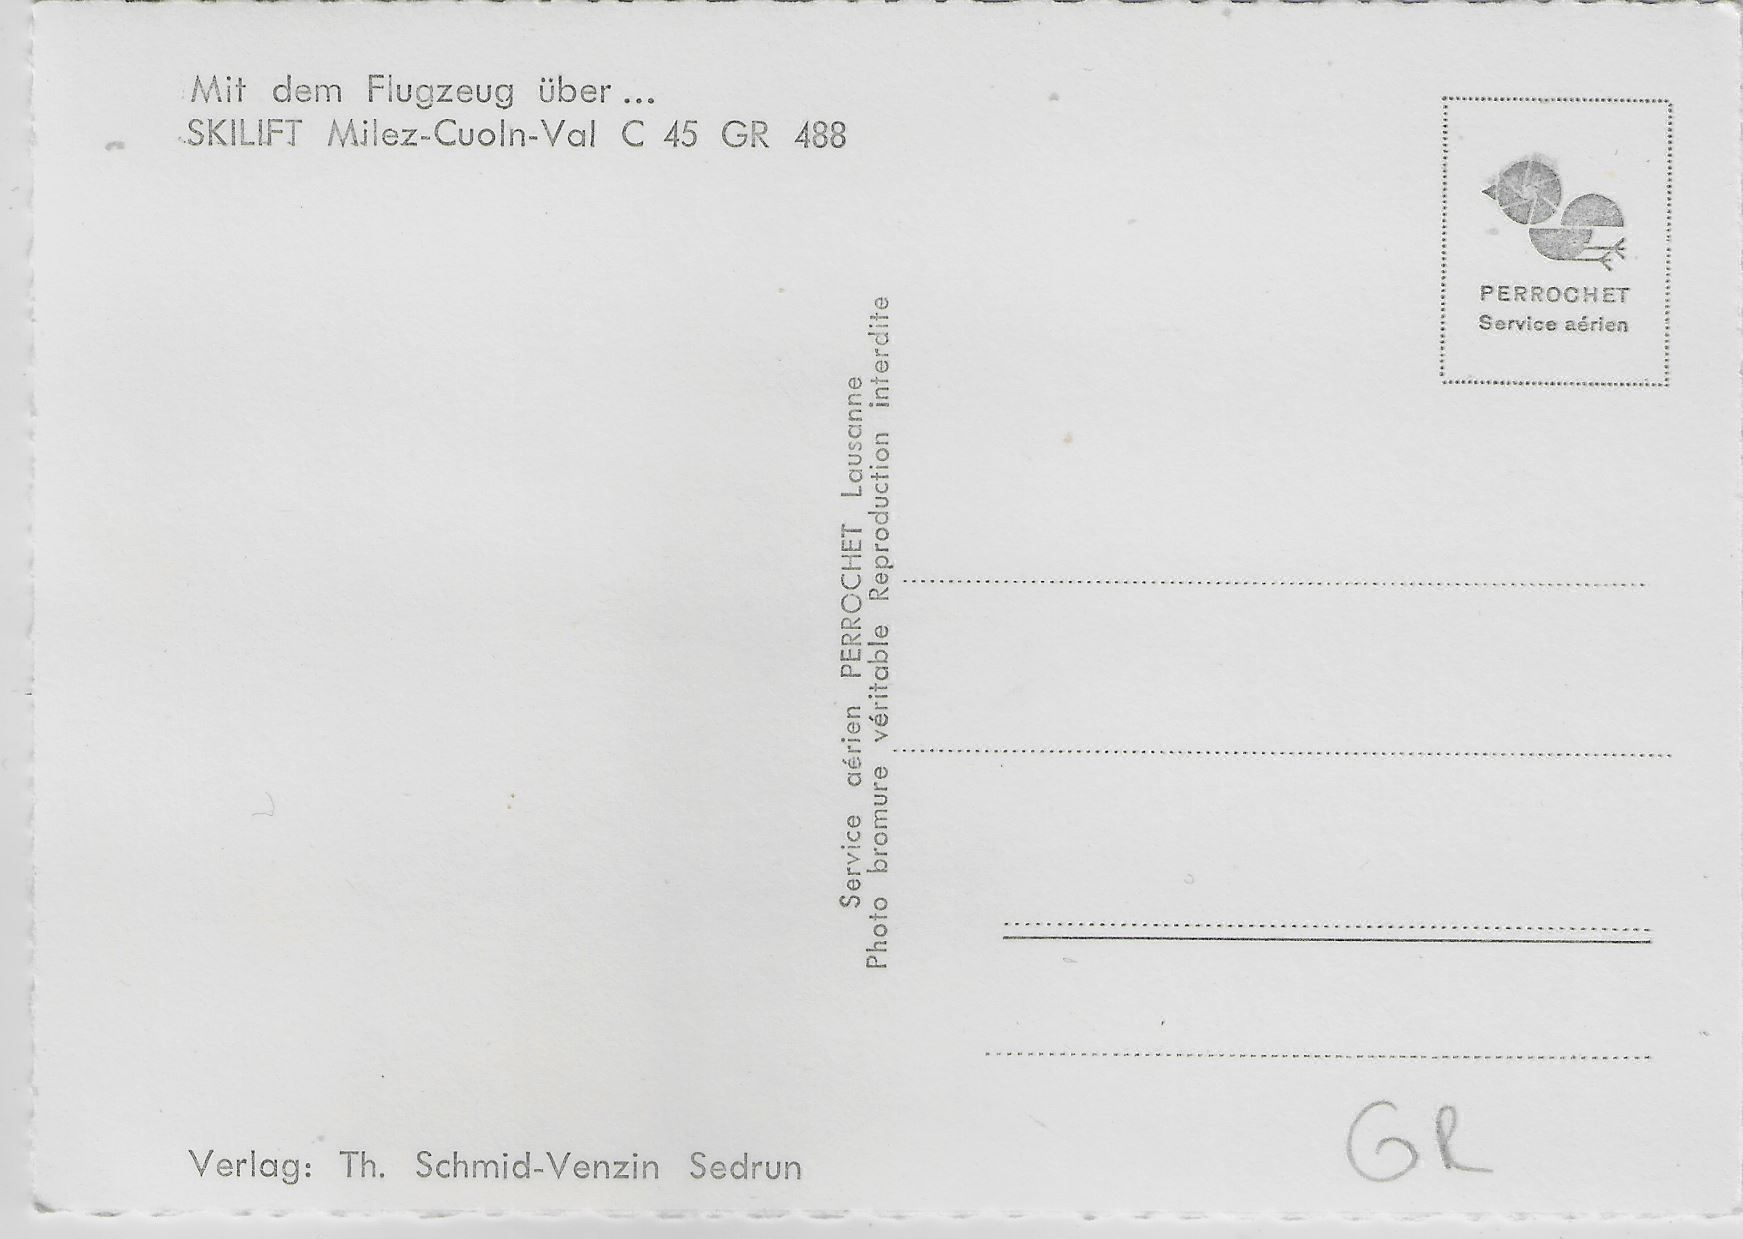 Mit dem Flugzeug über...
SKILIFT Milez-Cuoln-Val C 45 GR 488
PERROCHET
Service aérien
Service aérien PERROCHET Lausanne
Photo bromure véritable Reproduction interdite
Verlag: Th. Schmid-Venzin Sedrun
GR